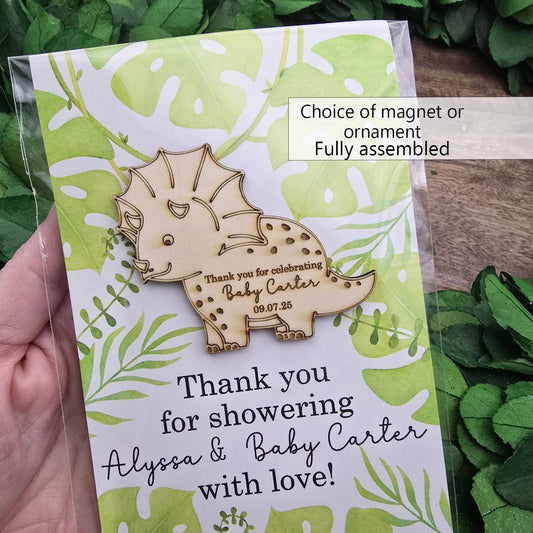 Choice of magnet or
ornament
Fully assembled
Thank you for celebrating
Baby Carter
09.07.25
Thank you
for showering
Alyssa & Baby Carter
with love!